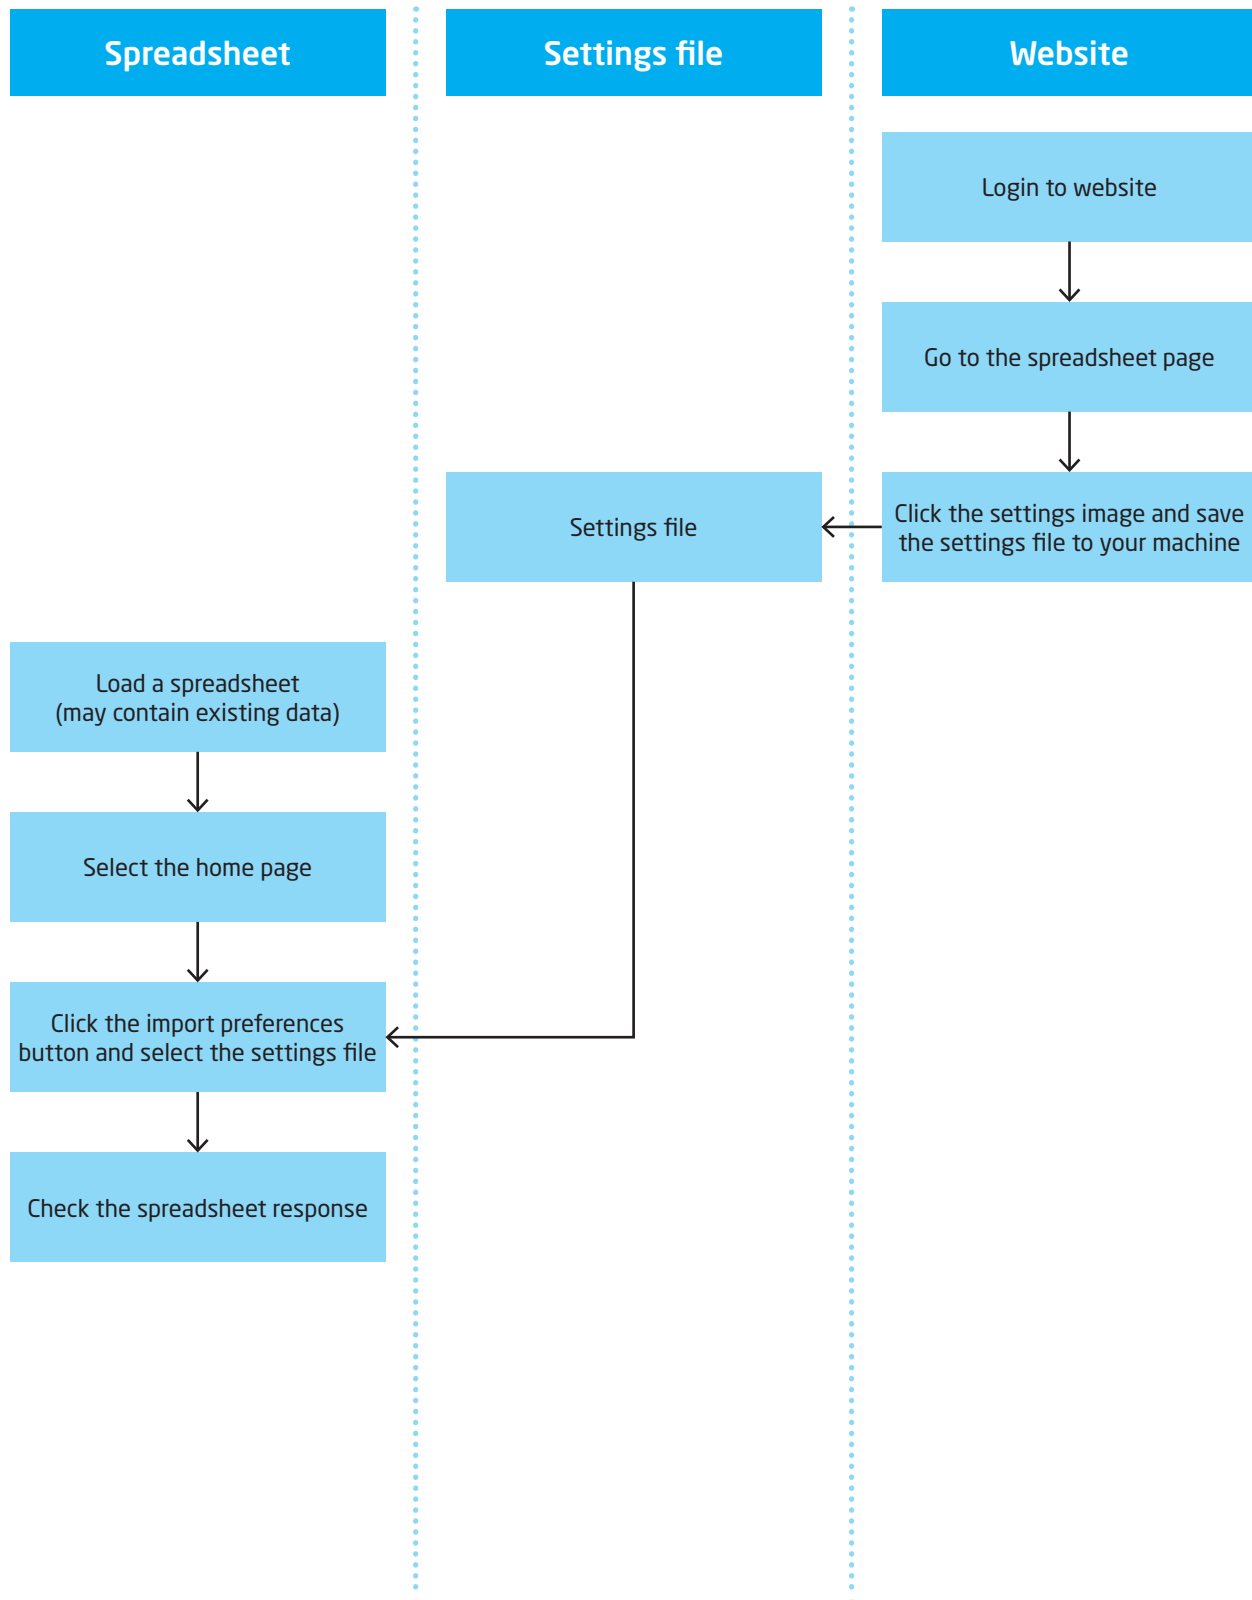 Spreadsheet
Settings file
Website
Login to website
Go to the spreadsheet page
Settings file
Click the settings image and save
the settings file to your machine
Load a spreadsheet
(may contain existing data)
Select the home page
Click the import preferences
button and select the settings file
Check the spreadsheet response